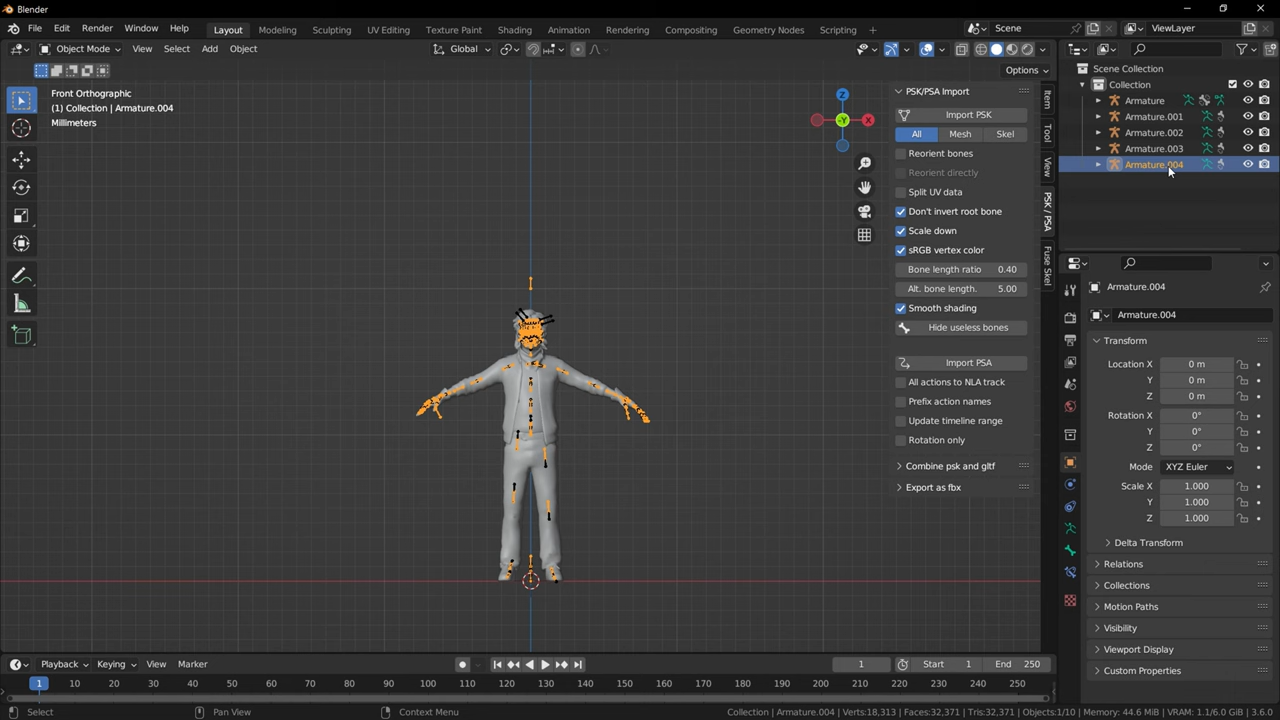 Blender
File Edit Render Window Help Layout Modeling Sculpting UV Editing Texture Paint Shading Animation Rendering Compositing Geometry Nodes Scripting + Scene ViewLayer
Object Mode View Select Add Object Global
Options
Front Orthographic
(1) Collection | Armature.004
Millimeters
Z
X
-Y
PSK/PSA Import
Import PSK
All Mesh Skel
Reorient bones
Reorient directly
Split UV data
Don't invert root bone
Scale down
sRGB vertex color
Bone length ratio 0.40
Alt. bone length. 5.00
Smooth shading
Hide useless bones
Import PSA
All actions to NLA track
Prefix action names
Update timeline range
Rotation only
Combine psk and gltf
Export as fbx
Item
Tool
View
PSK / PSA
Fuse Skel
Scene Collection
Collection
Armature
Armature.001
Armature.002
Armature.003
Armature.004
Armature.004
Armature.004
Transform
Location X 0 m
Y 0 m
Z 0 m
Rotation X 0°
Y 0°
Z 0°
Mode XYZ Euler
Scale X 1.000
Y 1.000
Z 1.000
Delta Transform
Relations
Collections
Motion Paths
Visibility
Viewport Display
Custom Properties
Playback Keying View Marker 1 Start 1 End 250
1 10 20 30 40 50 60 70 80 90 100 110 120 130 140 150 160 170 180 190 200 210 220 230 240 250
Select Pan View Context Menu Collection | Armature.004 | Verts:18,313 | Faces:32,371 | Tris:32,371 | Objects:1/10 | Memory: 44.6 MiB | VRAM: 1.1/6.0 GiB | 3.6.0